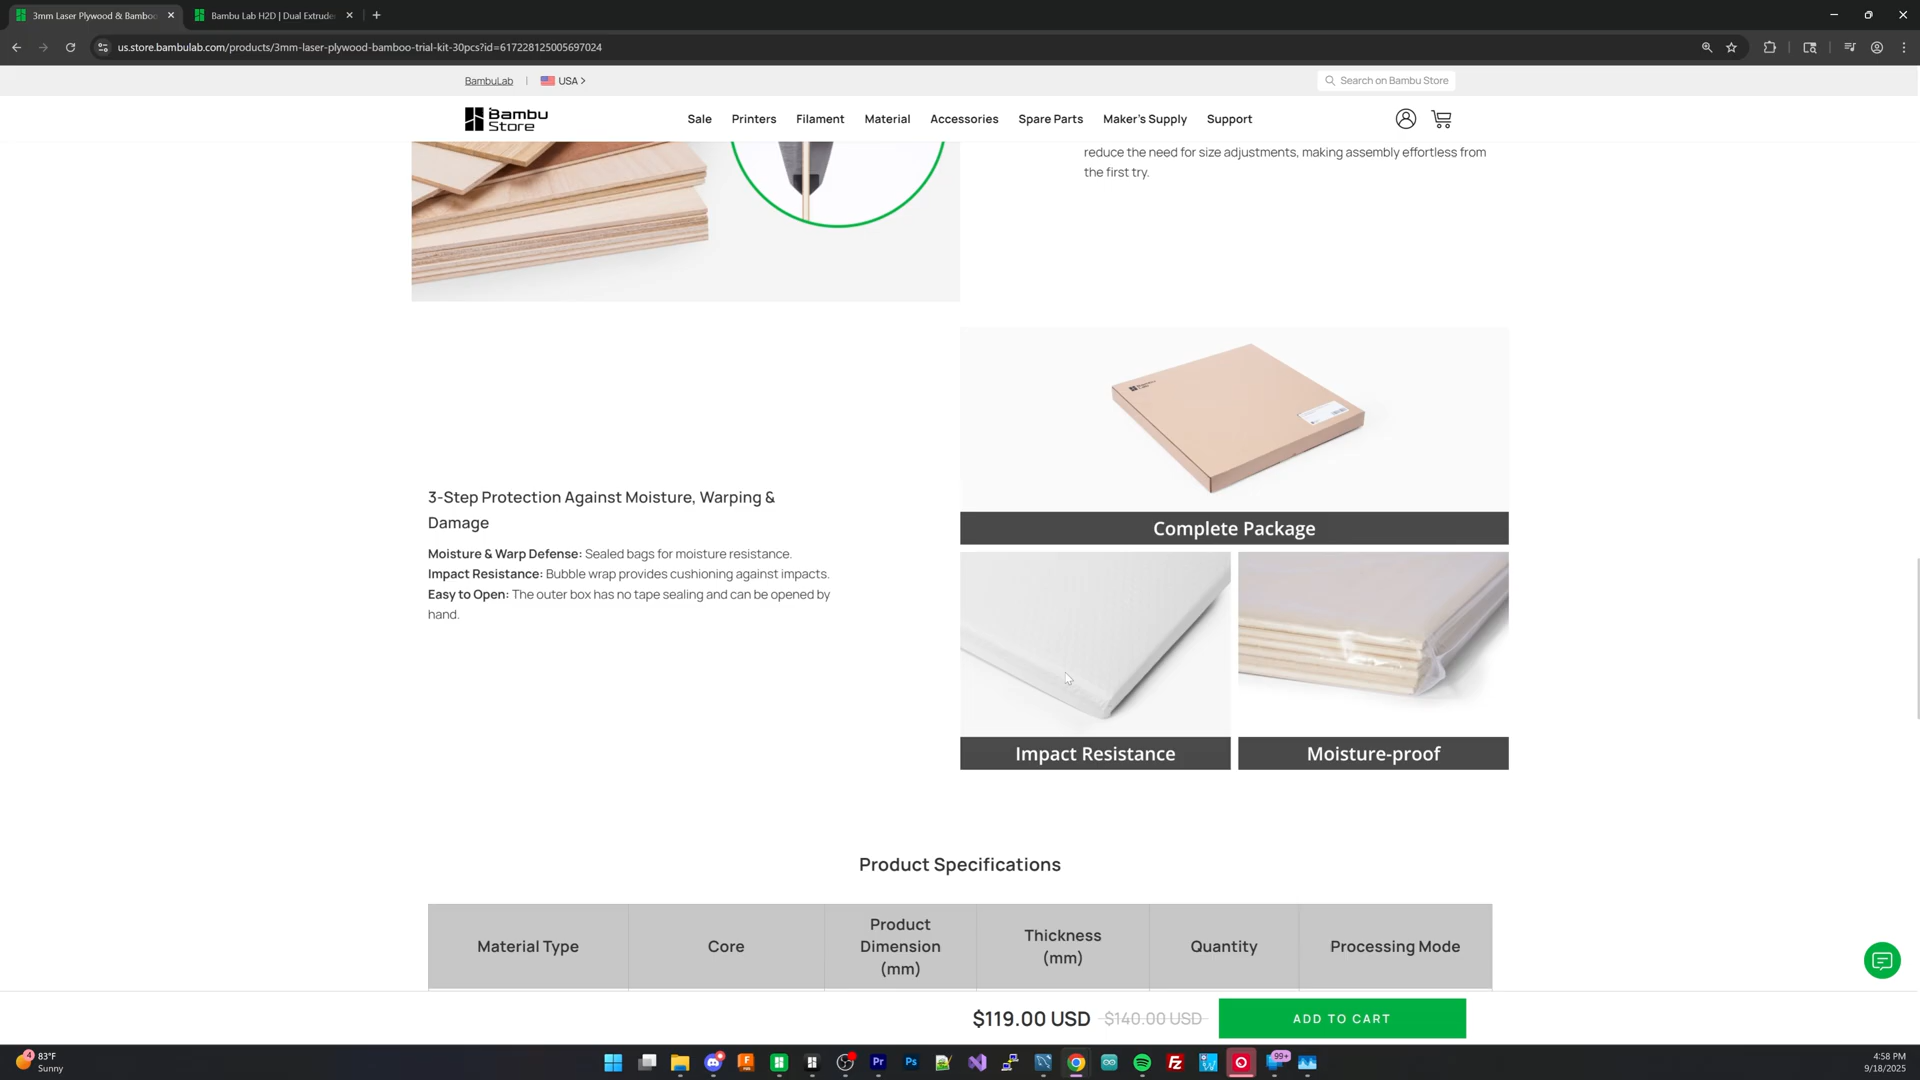 3mm Laser Plywood & Bamboo
Bambu Lab H2D | Dual Extruder
us.store.bambulab.com/products/3mm-laser-plywood-bamboo-trial-kit-30pcs?id=617228125005697024
BambuLab | USA >
Search on Bambu Store
Bambu
Store
Sale Printers Filament Material Accessories Spare Parts Maker's Supply Support
reduce the need for size adjustments, making assembly effortless from
the first try.
3-Step Protection Against Moisture, Warping &
Damage
Moisture & Warp Defense: Sealed bags for moisture resistance.
Impact Resistance: Bubble wrap provides cushioning against impacts.
Easy to Open: The outer box has no tape sealing and can be opened by
hand.
Complete Package
Impact Resistance
Moisture-proof
Product Specifications
Material Type
Core
Product
Dimension
(mm)
Thickness
(mm)
Quantity
Processing Mode
$119.00 USD $140.00 USD ADD TO CART
4
83°F
Sunny
Pr
Ps
99+
4:58 PM
9/18/2025